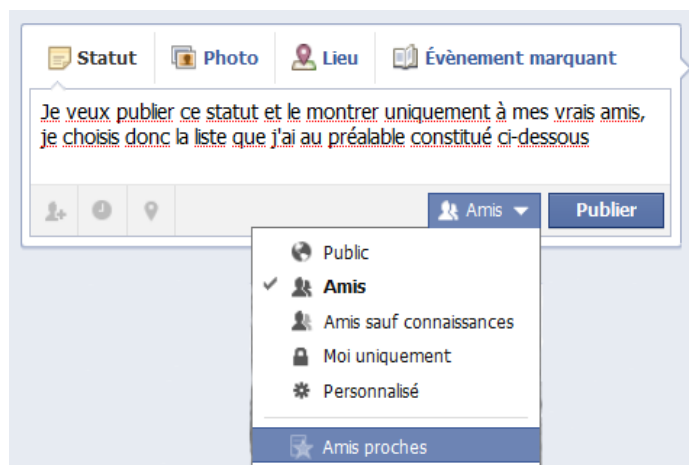 Statut Photo Lieu Évènement marquant
Je veux publier ce statut et le montrer uniquement à mes vrais amis,
je choisis donc la liste que j'ai au préalable constitué ci-dessous
Amis Publier
Public
Amis
Amis sauf connaissances
Moi uniquement
Personnalisé
Amis proches